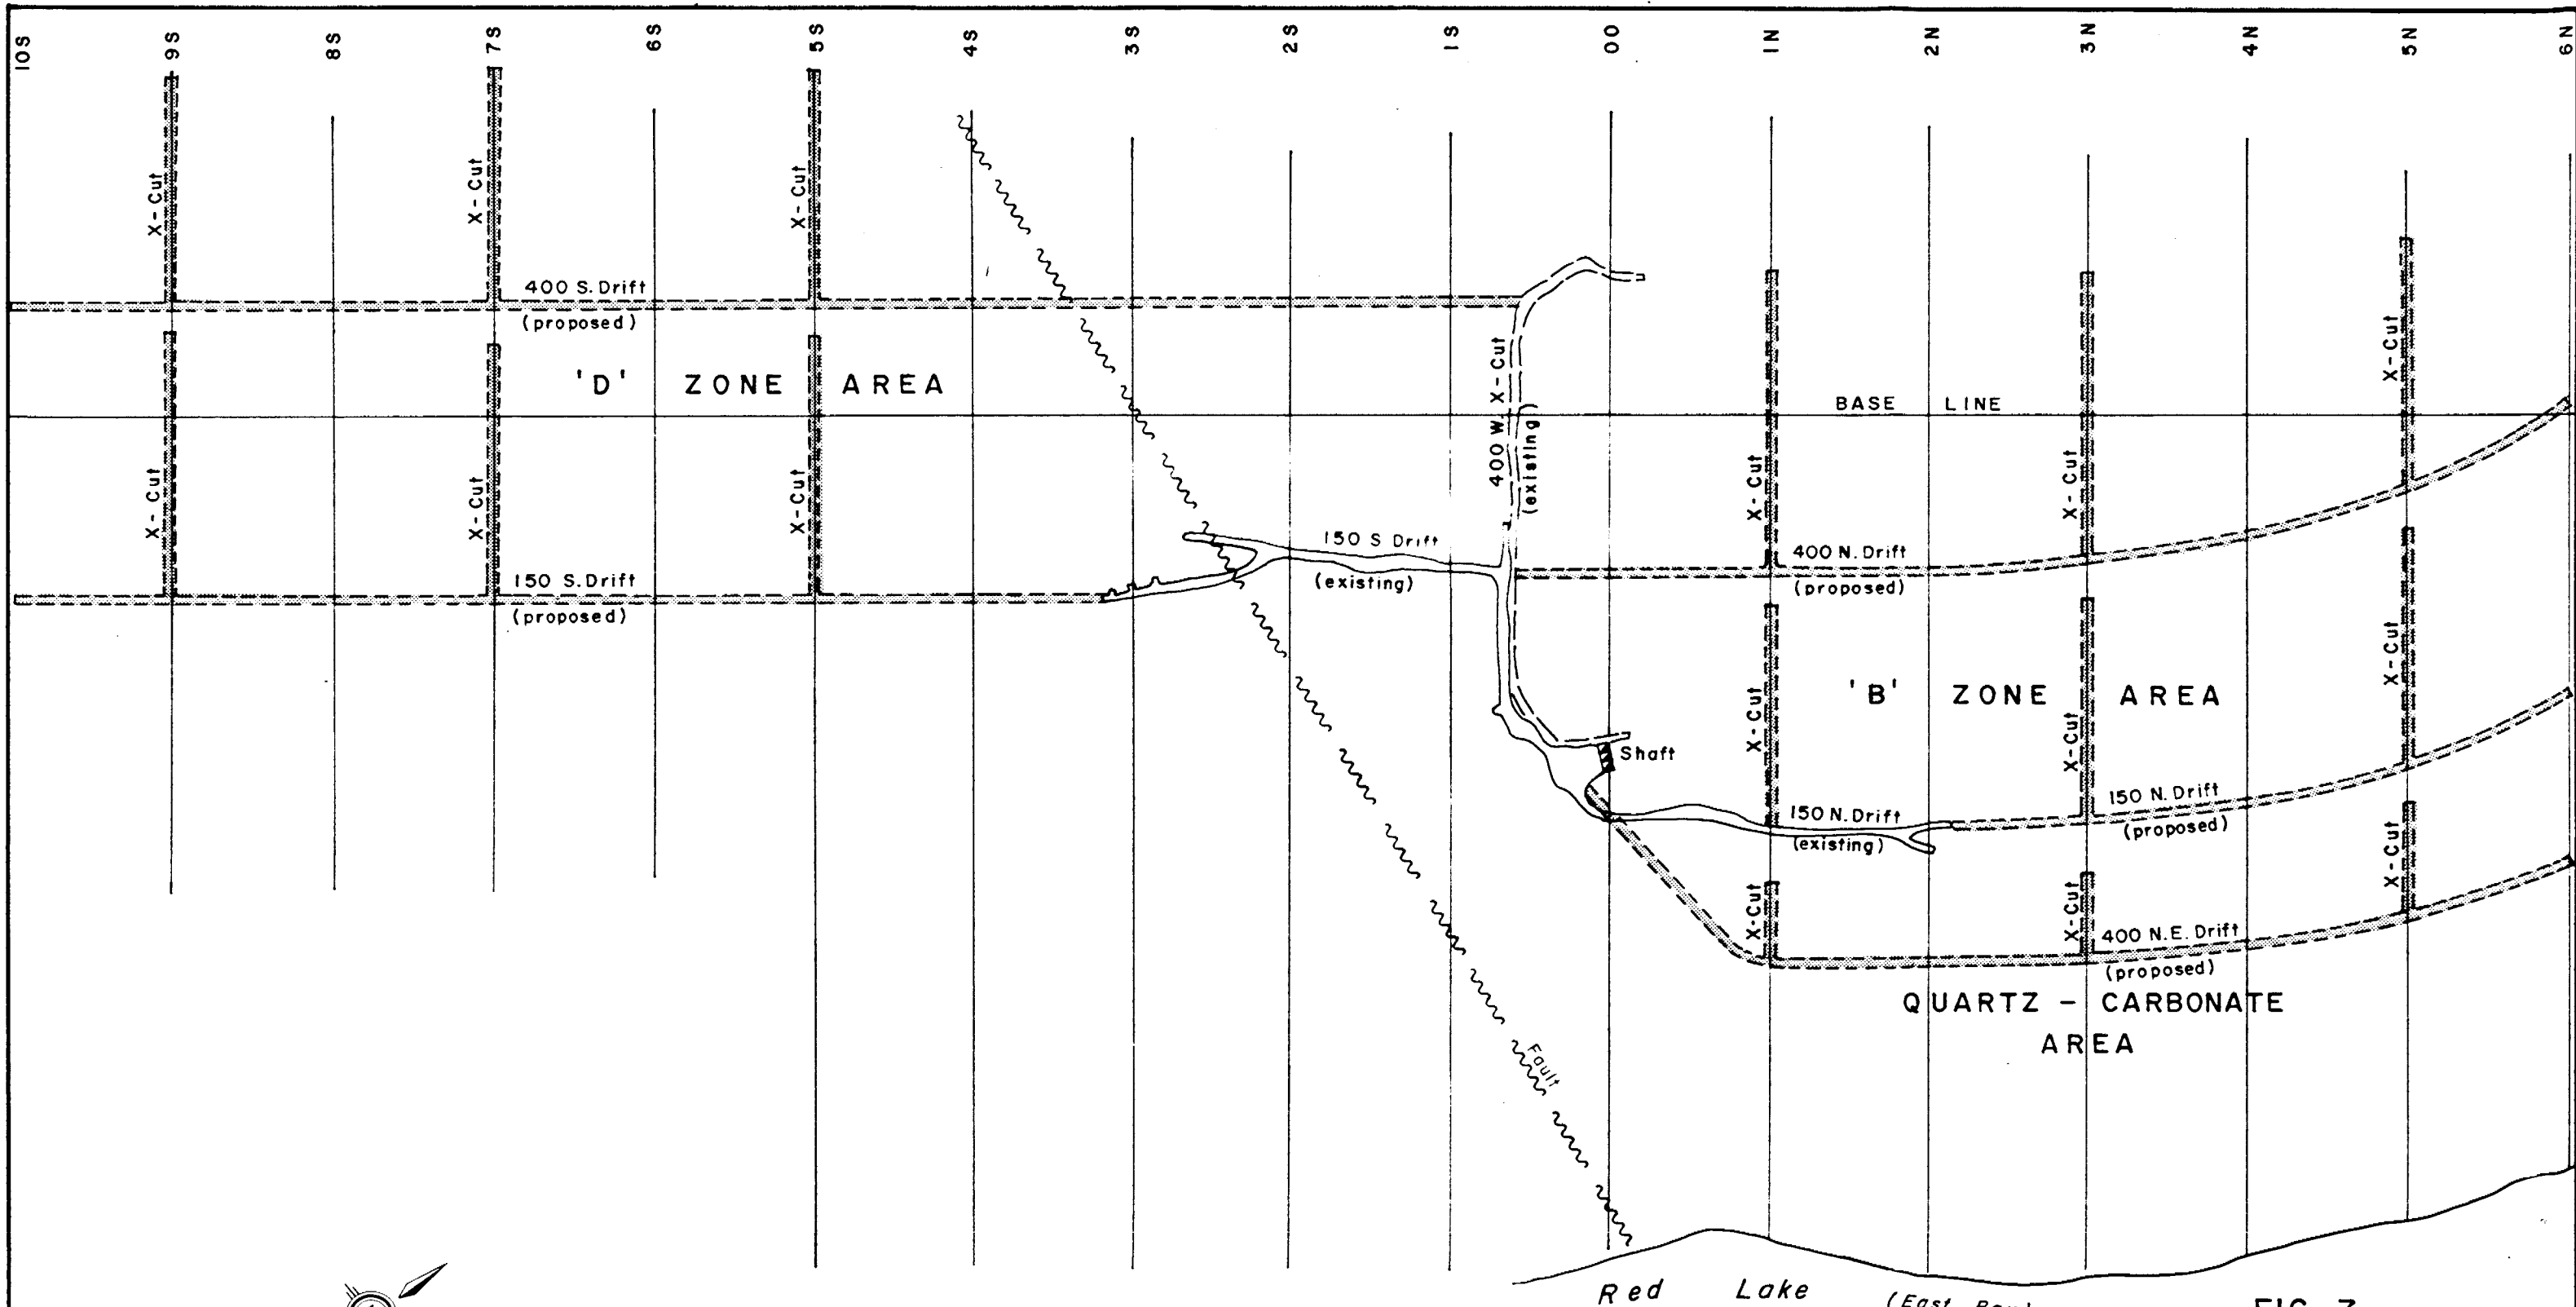 10S
9S
8S
7S
6S
5S
4S
3S
2S
1S
00
1N
2N
3N
4N
5N
6N
X-Cut
X-Cut
X-Cut
400 S. Drift
(proposed)
'D' ZONE AREA
400 W. X-Cut
(existing)
X-Cut
BASE LINE
X-Cut
X-Cut
X-Cut
X-Cut
X-Cut
150 S. Drift
(proposed)
150 S Drift
(existing)
400 N. Drift
(proposed)
X-Cut
'B' ZONE AREA
X-Cut
X-Cut
Shaft
150 N. Drift
(existing)
150 N. Drift
(proposed)
X-Cut
X-Cut
X-Cut
400 N.E. Drift
(proposed)
QUARTZ - CARBONATE
AREA
Fault
Red Lake (East